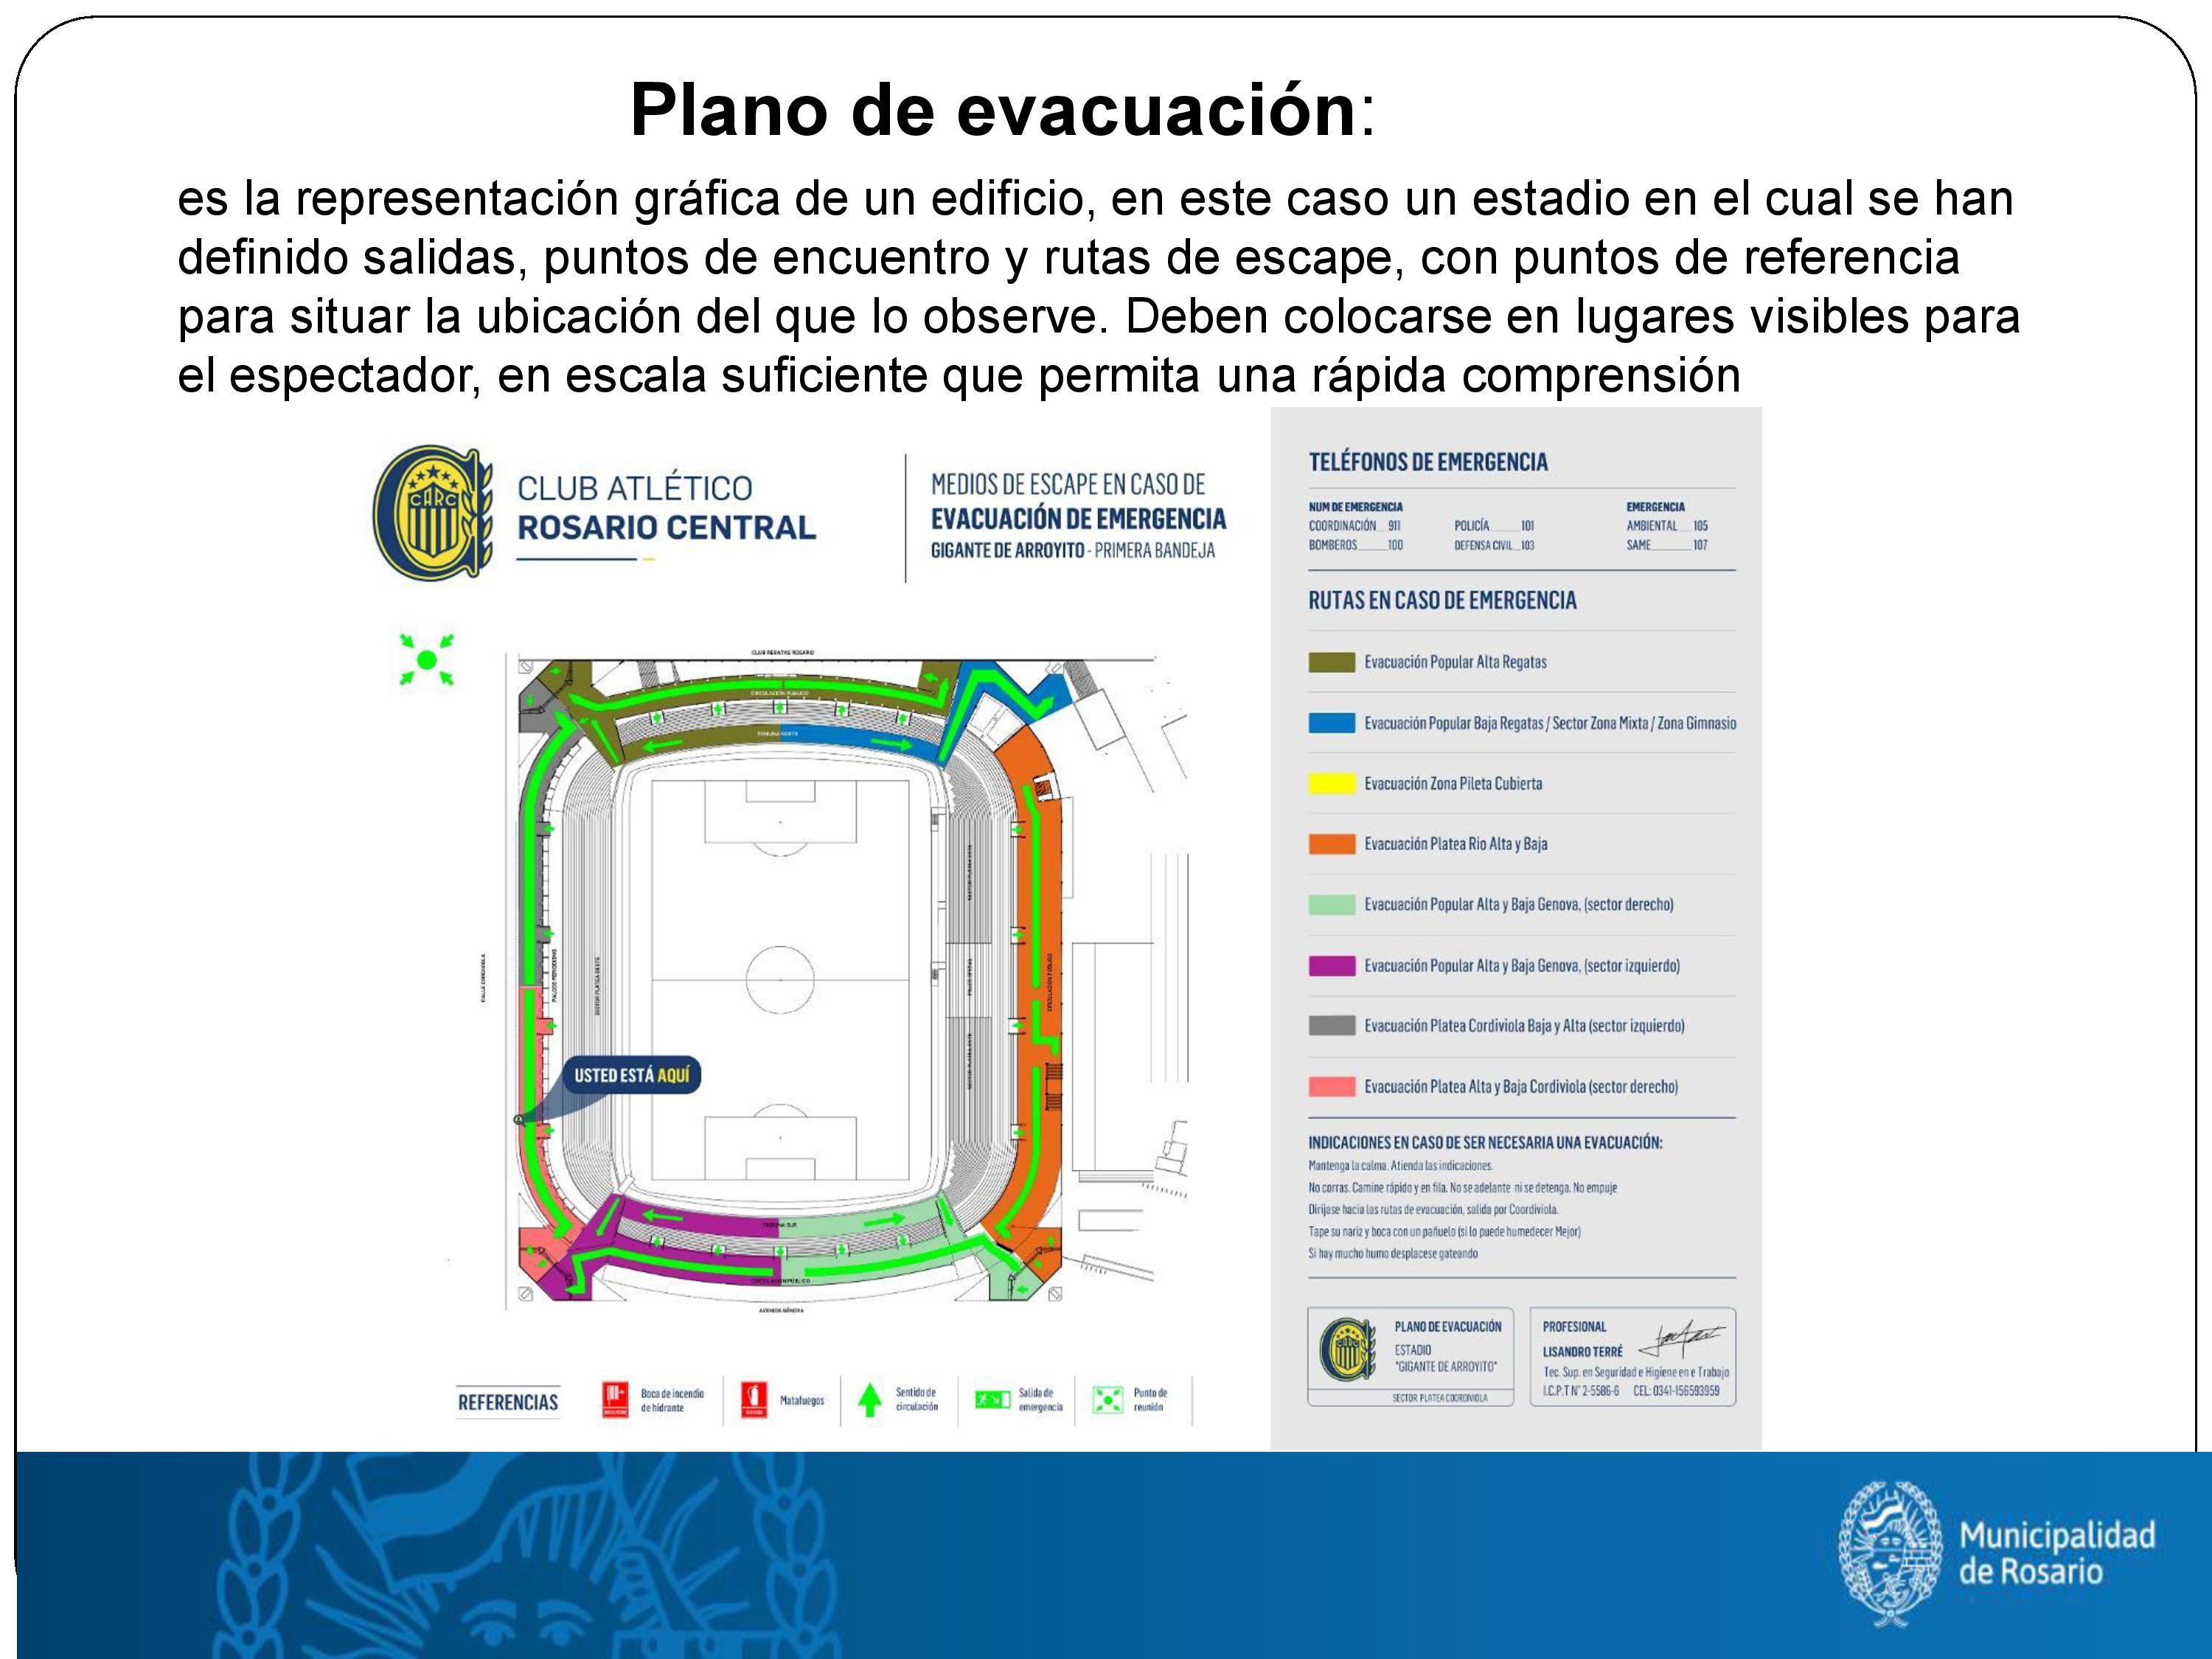 Plano de evacuación:
es la representación gráfica de un edificio, en este caso un estadio en el cual se han
definido salidas, puntos de encuentro y rutas de escape, con puntos de referencia
para situar la ubicación del que lo observe. Deben colocarse en lugares visibles para
el espectador, en escala suficiente que permita una rápida comprensión
CARC
CLUB ATLÉTICO
ROSARIO CENTRAL
MEDIOS DE ESCAPE EN CASO DE
EVACUACIÓN DE EMERGENCIA
GIGANTE DE ARROYITO - PRIMERA BANDEJA
CLUB REGATAS ROSARIO
CIRCULACIÓN PÚBLICO
TRIBUNA NORTE
CALLE CORDIVIOLA
PALCOS PERIODISMO
SECTOR PLATEA OESTE
SECTOR PLATEA ESTE
PALCO OFICIAL
SECTOR PLATEA ESTE
CIRCULACIÓN PÚBLICO
USTED ESTÁ AQUÍ
TRIBUNA SUR
CIRCULACIÓN PÚBLICO
AVENIDA GÉNOVA
REFERENCIAS
Boca de incendio
de hidrante
Matafuegos
Sentido de
circulación
Salida de
emergencia
Punto de
reunión
TELÉFONOS DE EMERGENCIA
NUM DE EMERGENCIA
COORDINACIÓN 911
BOMBEROS 100
POLICÍA 101
DEFENSA CIVIL 103
EMERGENCIA
AMBIENTAL 105
SAME 107
RUTAS EN CASO DE EMERGENCIA
Evacuación Popular Alta Regatas
Evacuación Popular Baja Regatas / Sector Zona Mixta / Zona Gimnasio
Evacuación Zona Pileta Cubierta
Evacuación Platea Rio Alta y Baja
Evacuación Popular Alta y Baja Genova, (sector derecho)
Evacuación Popular Alta y Baja Genova, (sector izquierdo)
Evacuación Platea Cordiviola Baja y Alta (sector izquierdo)
Evacuación Platea Alta y Baja Cordiviola (sector derecho)
INDICACIONES EN CASO DE SER NECESARIA UNA EVACUACIÓN:
Mantenga la calma. Atienda las indicaciones.
No corras. Camine rápido y en fila. No se adelante ni se detenga. No empuje
Dirijase hacia las rutas de evacuación, salida por Coordiviola.
Tape su nariz y boca con un pañuelo (si lo puede humedecer Mejor)
Si hay mucho humo desplacese gateando
CARC
PLANO DE EVACUACIÓN
ESTADIO
"GIGANTE DE ARROYITO"
SECTOR PLATEA COORDIVIOLA
PROFESIONAL
LISANDRO TERRÉ
Tec. Sup. en Seguridad e Higiene en e Trabajo
I.C.P.T N° 2-5586-6 CEL: 0341-156593959
Municipalidad
de Rosario